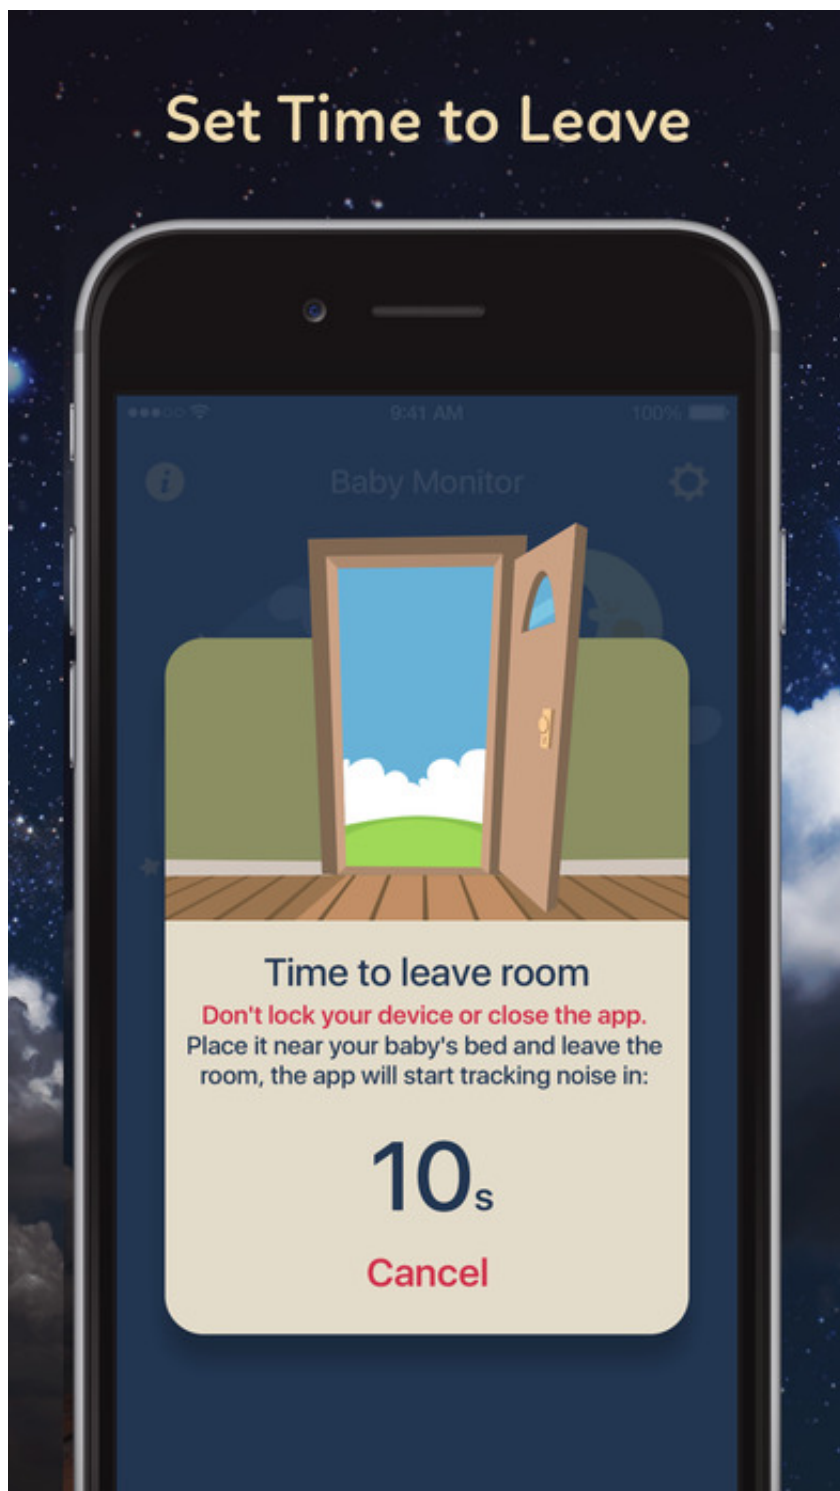 Set Time to Leave
9:41 AM
100%
i
Baby Monitor
Time to leave room
Don't lock your device or close the app.
Place it near your baby's bed and leave the
room, the app will start tracking noise in:
10s
Cancel